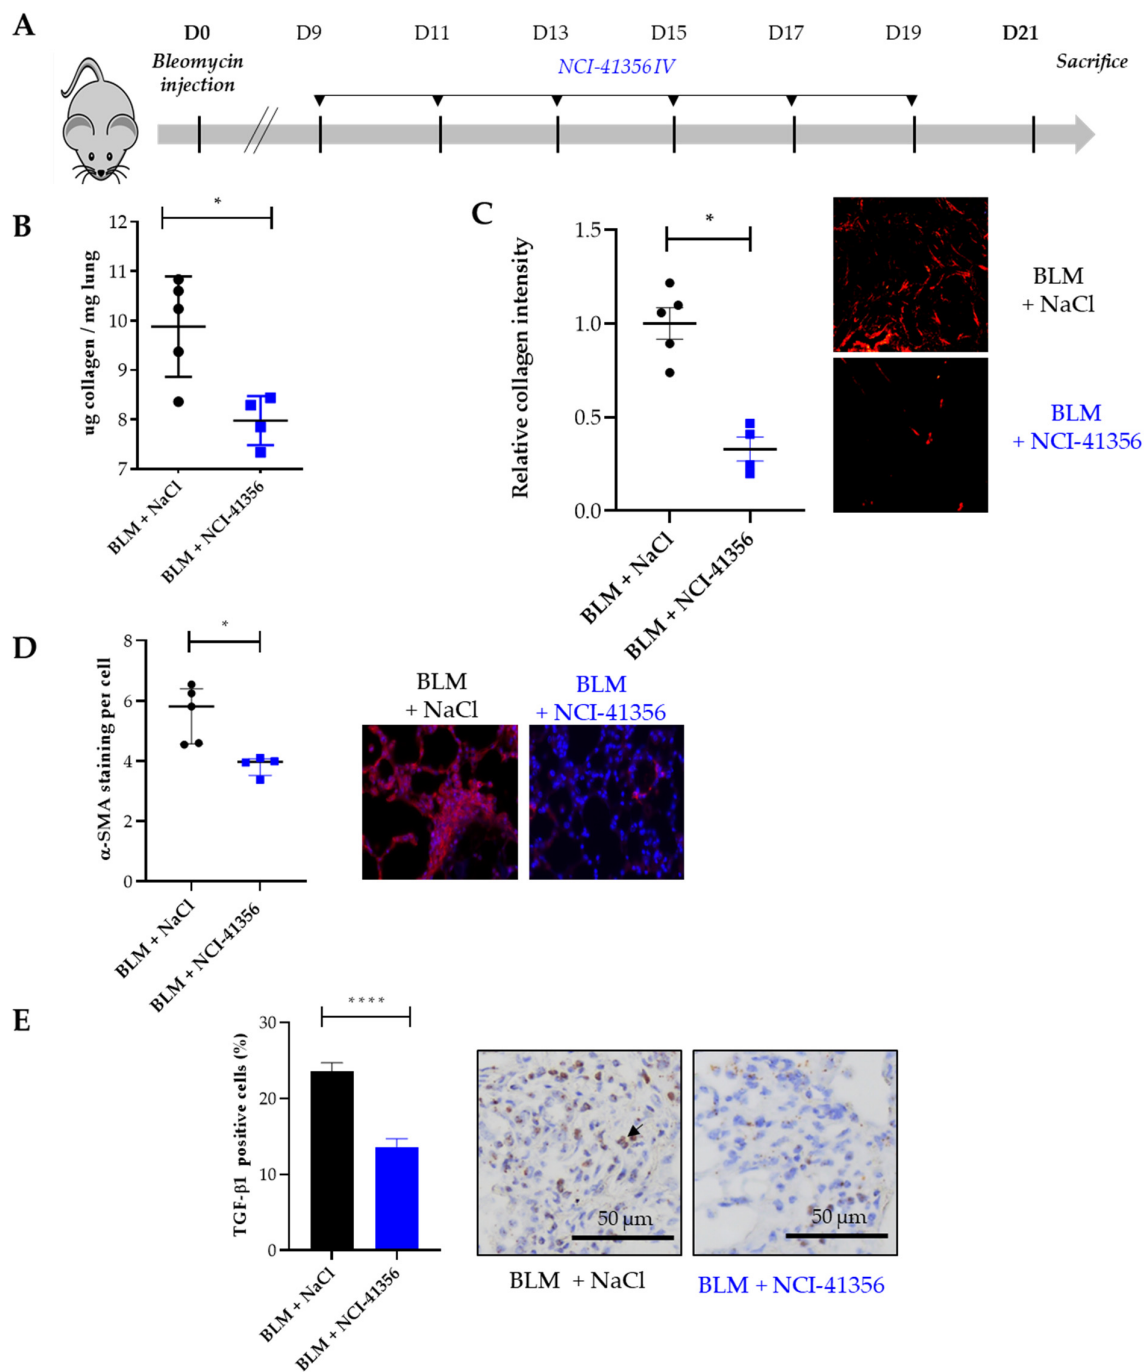 A
D0 D9 D11 D13 D15 D17 D19 D21
Bleomycin
injection
NCI-41356 IV
Sacrifice
B
ug collagen / mg lung
12
11
10
9
8
7
*
BLM + NaCl
BLM + NCI-41356
C
Relative collagen intensity
1.5
1.0
0.5
0.0
*
BLM + NaCl
BLM + NCI-41356
BLM
+ NaCl
BLM
+ NCI-41356
D
α-SMA staining per cell
8
6
4
2
0
*
BLM + NaCl
BLM + NCI-41356
BLM
+ NaCl
BLM
+ NCI-41356
E
TGF-β1 positive cells (%)
30
20
10
0
****
BLM + NaCl
BLM + NCI-41356
50 µm
50 µm
BLM + NaCl
BLM + NCI-41356